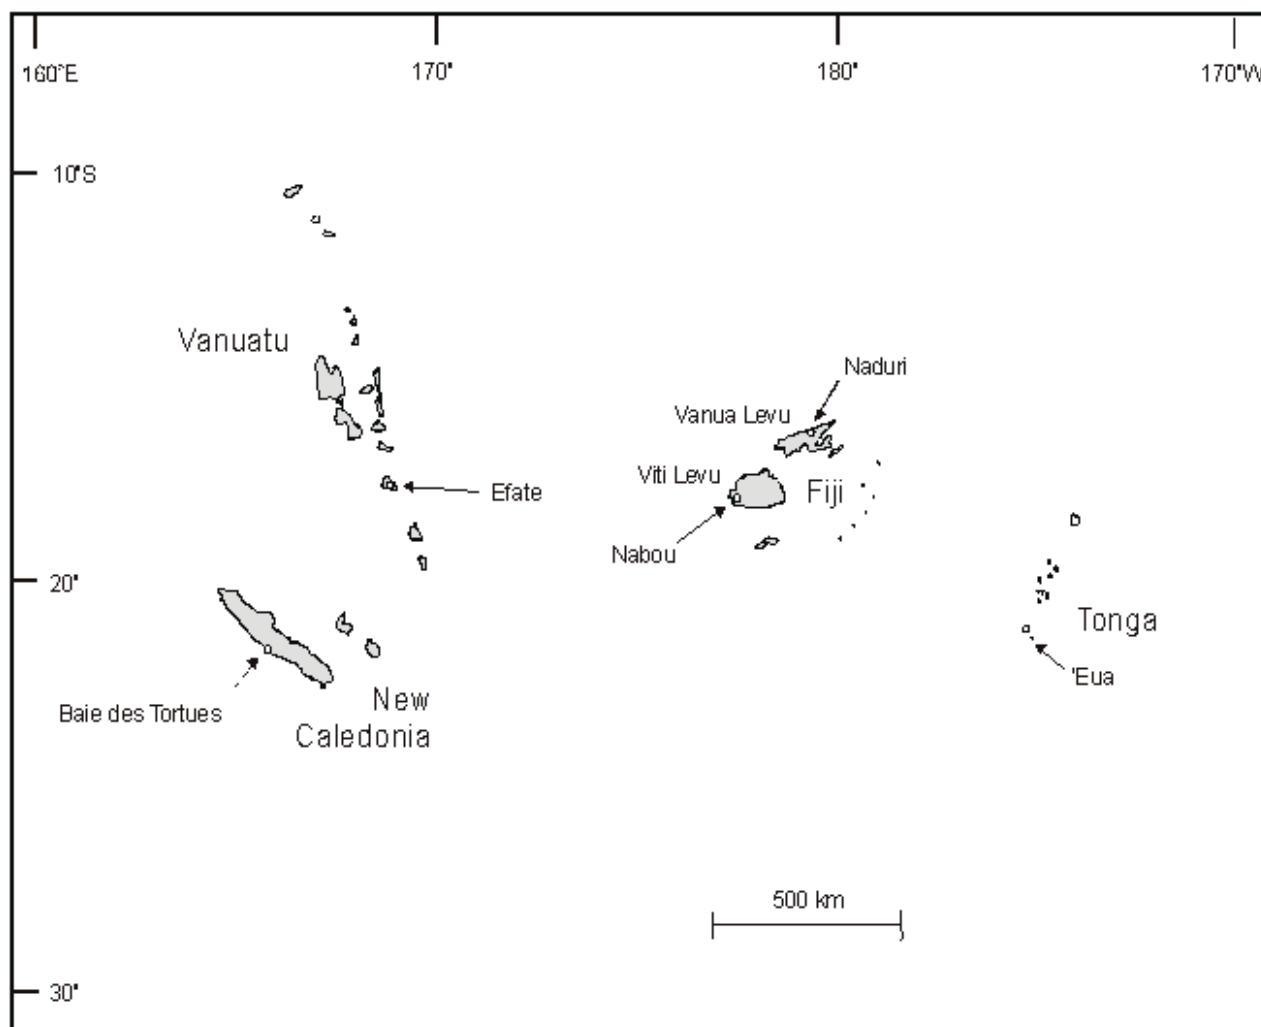 160°E
170°
180°
170°W
10°S
Vanuatu
Naduri
Vanua Levu
Viti Levu
Fiji
Efate
Nabou
20°
Tonga
'Eua
New
Caledonia
Baie des Tortues
500 km
30°